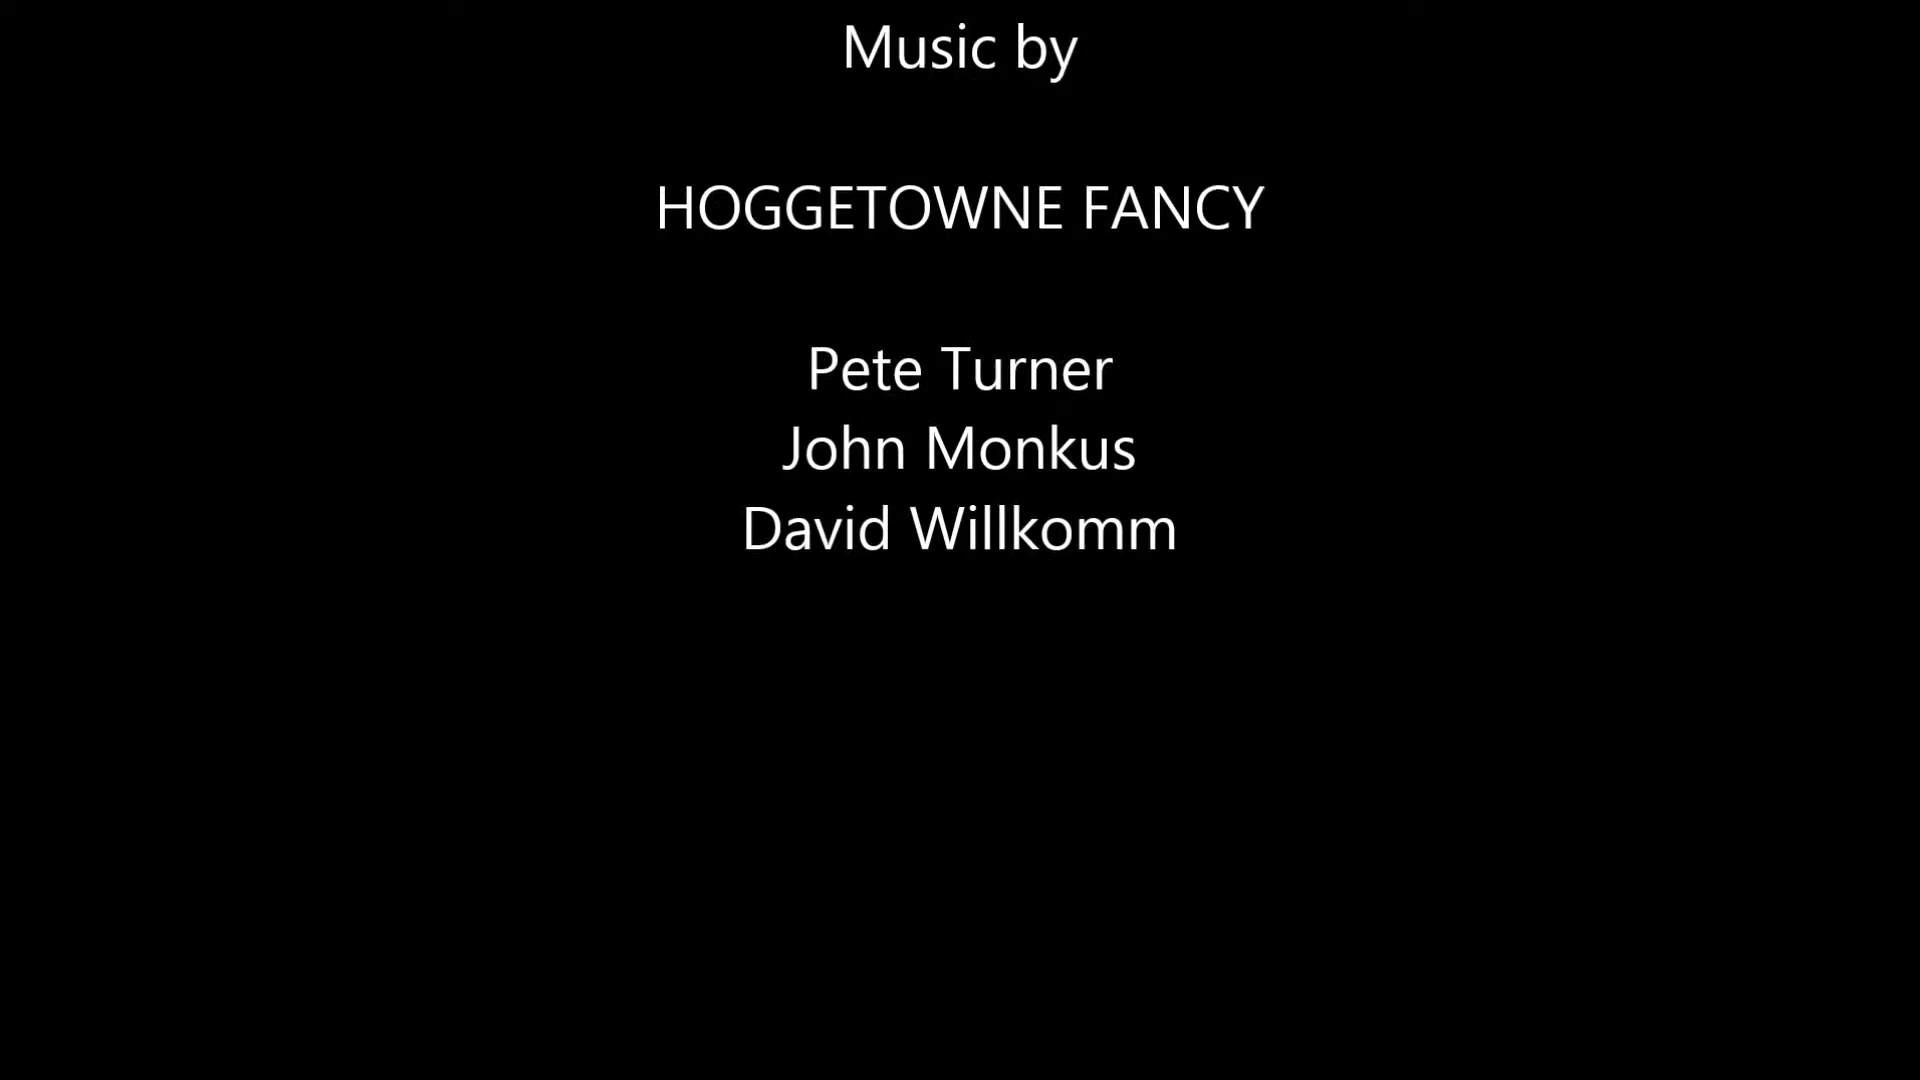 Music by
HOGGETOWNE FANCY
Pete Turner
John Monkus
David Willkomm